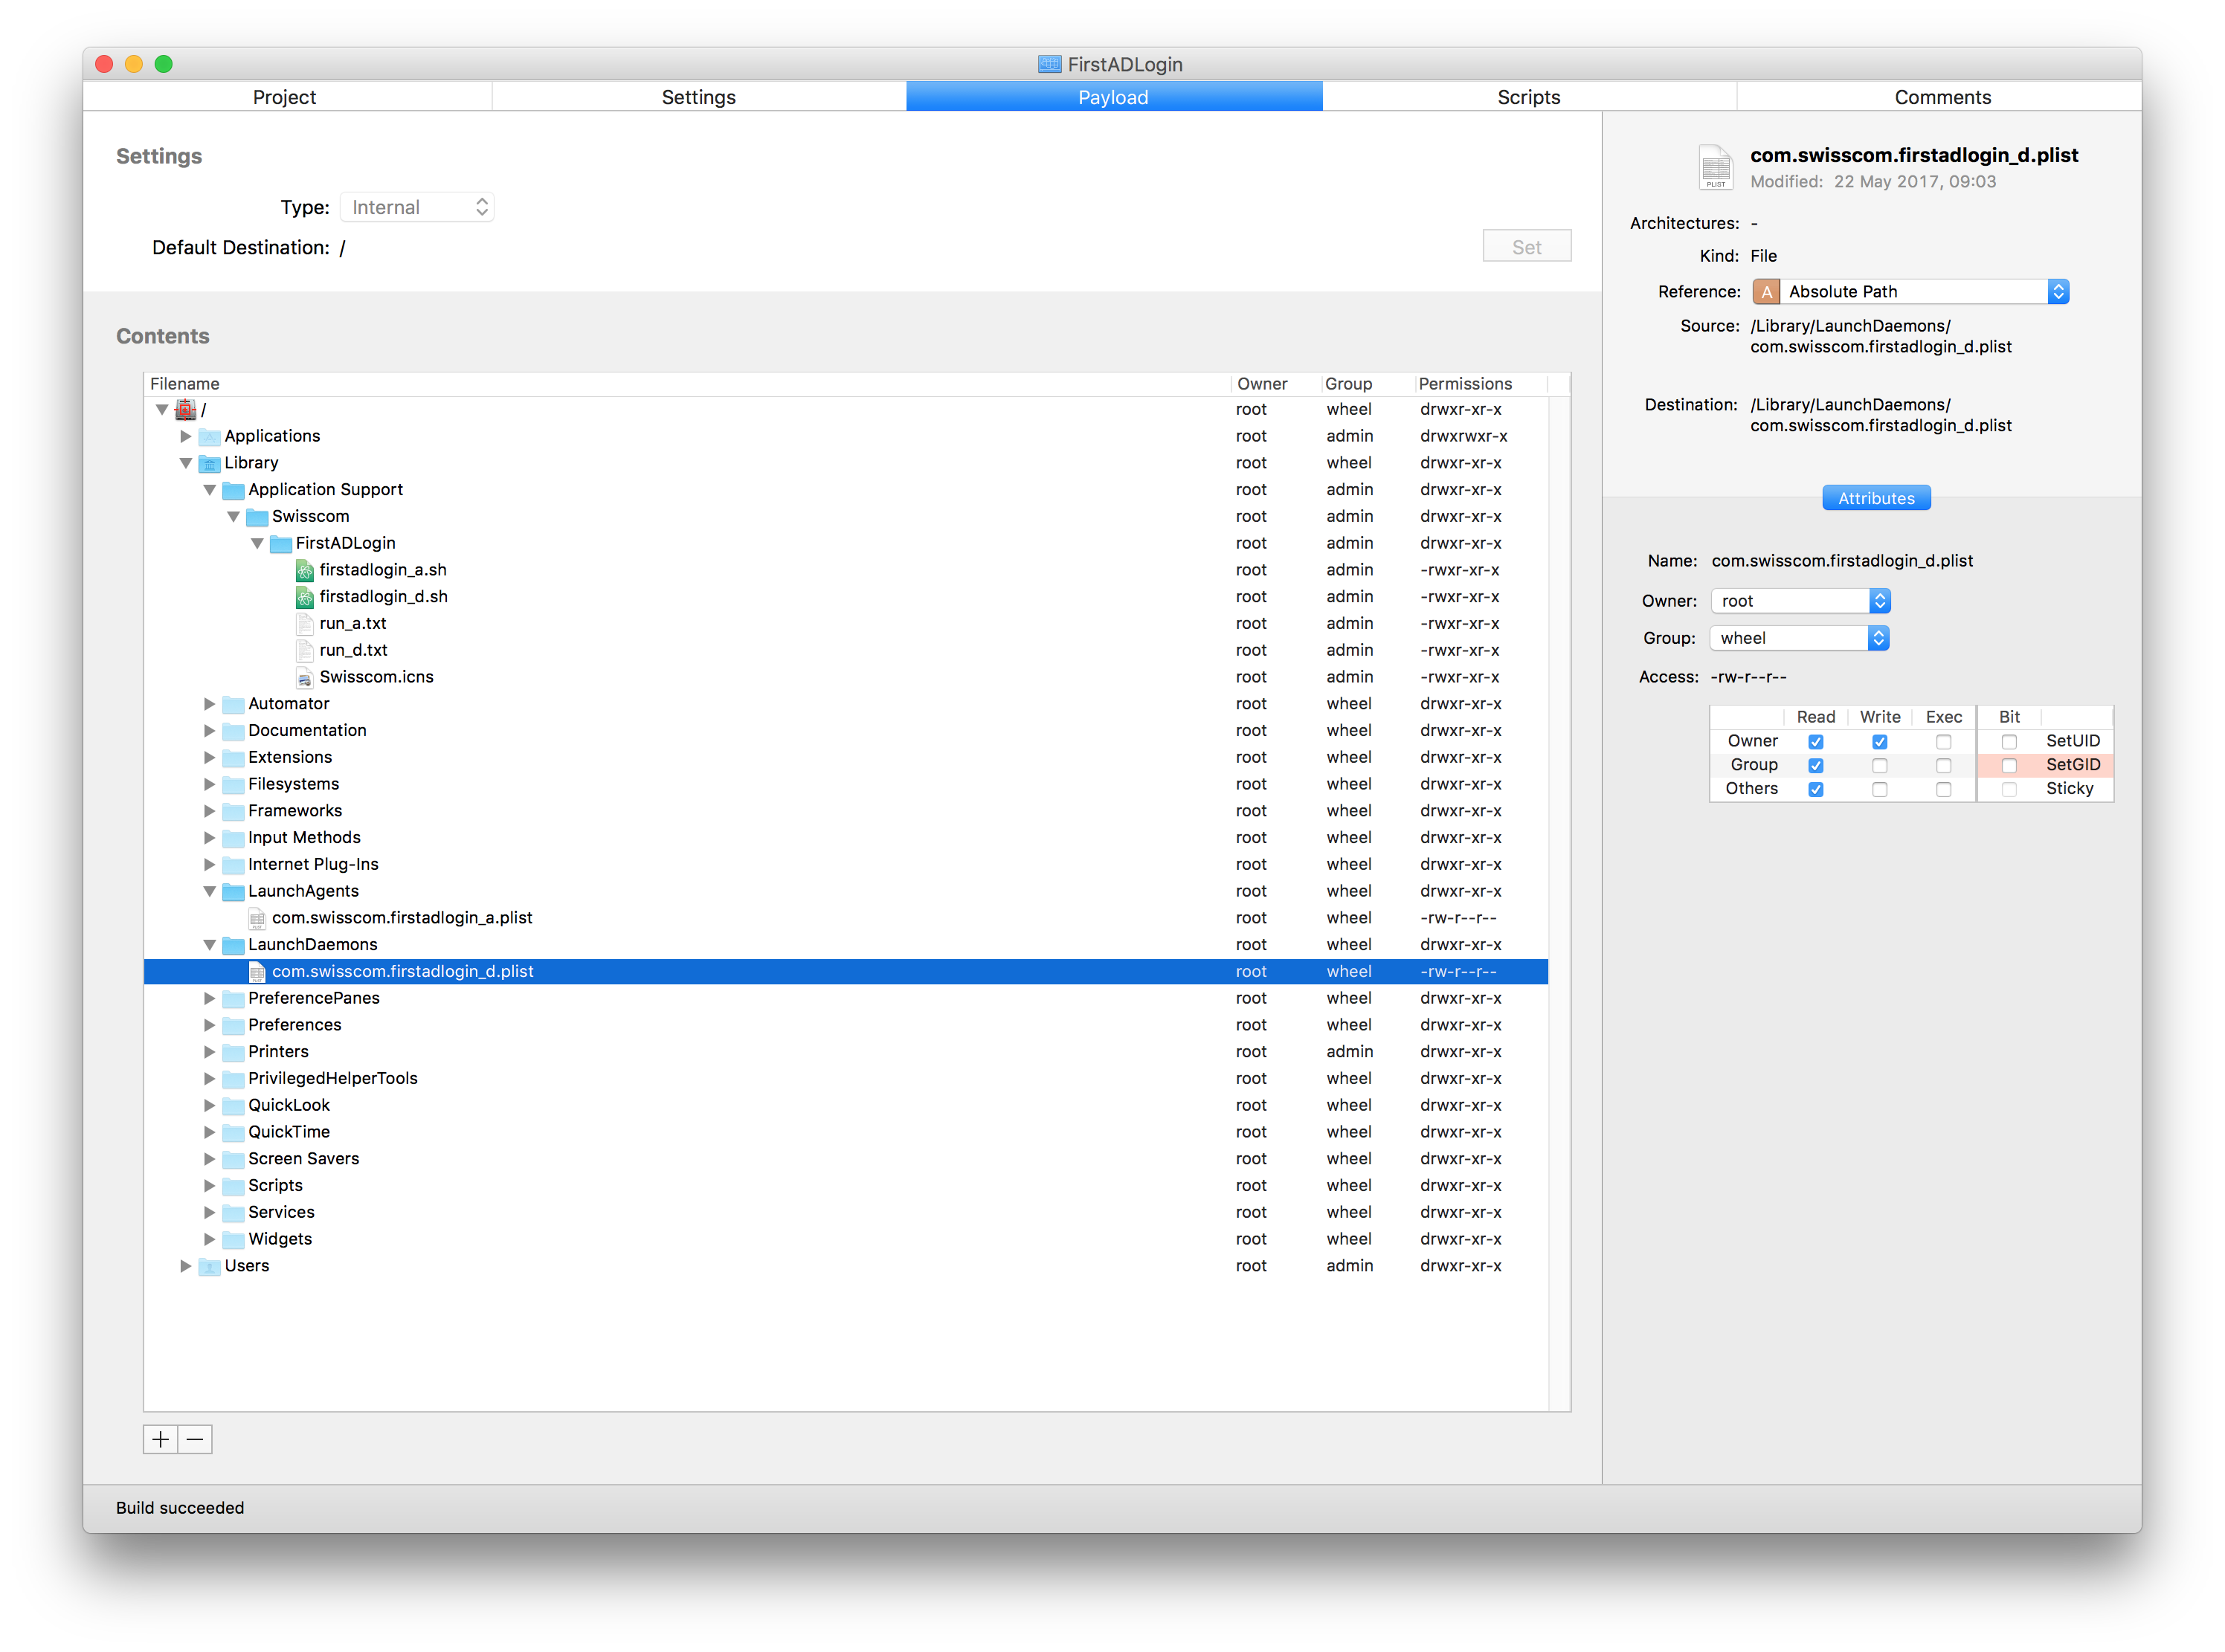 FirstADLogin
Project Settings Payload Scripts Comments
Settings
Type: Internal
Default Destination: /
Set
Contents
Filename Owner Group Permissions
/ root wheel drwxr-xr-x
Applications root admin drwxrwxr-x
Library root wheel drwxr-xr-x
Application Support root admin drwxr-xr-x
Swisscom root admin drwxr-xr-x
FirstADLogin root admin drwxr-xr-x
firstadlogin_a.sh root admin -rwxr-xr-x
firstadlogin_d.sh root admin -rwxr-xr-x
run_a.txt root admin -rwxr-xr-x
run_d.txt root admin -rwxr-xr-x
Swisscom.icns root admin -rwxr-xr-x
Automator root wheel drwxr-xr-x
Documentation root wheel drwxr-xr-x
Extensions root wheel drwxr-xr-x
Filesystems root wheel drwxr-xr-x
Frameworks root wheel drwxr-xr-x
Input Methods root wheel drwxr-xr-x
Internet Plug-Ins root wheel drwxr-xr-x
LaunchAgents root wheel drwxr-xr-x
com.swisscom.firstadlogin_a.plist root wheel -rw-r--r--
LaunchDaemons root wheel drwxr-xr-x
com.swisscom.firstadlogin_d.plist root wheel -rw-r--r--
PreferencePanes root wheel drwxr-xr-x
Preferences root wheel drwxr-xr-x
Printers root admin drwxr-xr-x
PrivilegedHelperTools root wheel drwxr-xr-x
QuickLook root wheel drwxr-xr-x
QuickTime root wheel drwxr-xr-x
Screen Savers root wheel drwxr-xr-x
Scripts root wheel drwxr-xr-x
Services root wheel drwxr-xr-x
Widgets root wheel drwxr-xr-x
Users root admin drwxr-xr-x
+ −
Build succeeded
PLIST
com.swisscom.firstadlogin_d.plist
Modified: 22 May 2017, 09:03
Architectures: -
Kind: File
Reference: A Absolute Path
Source: /Library/LaunchDaemons/
com.swisscom.firstadlogin_d.plist
Destination: /Library/LaunchDaemons/
com.swisscom.firstadlogin_d.plist
Attributes
Name: com.swisscom.firstadlogin_d.plist
Owner: root
Group: wheel
Access: -rw-r--r--
Read Write Exec Bit
Owner SetUID
Group SetGID
Others Sticky